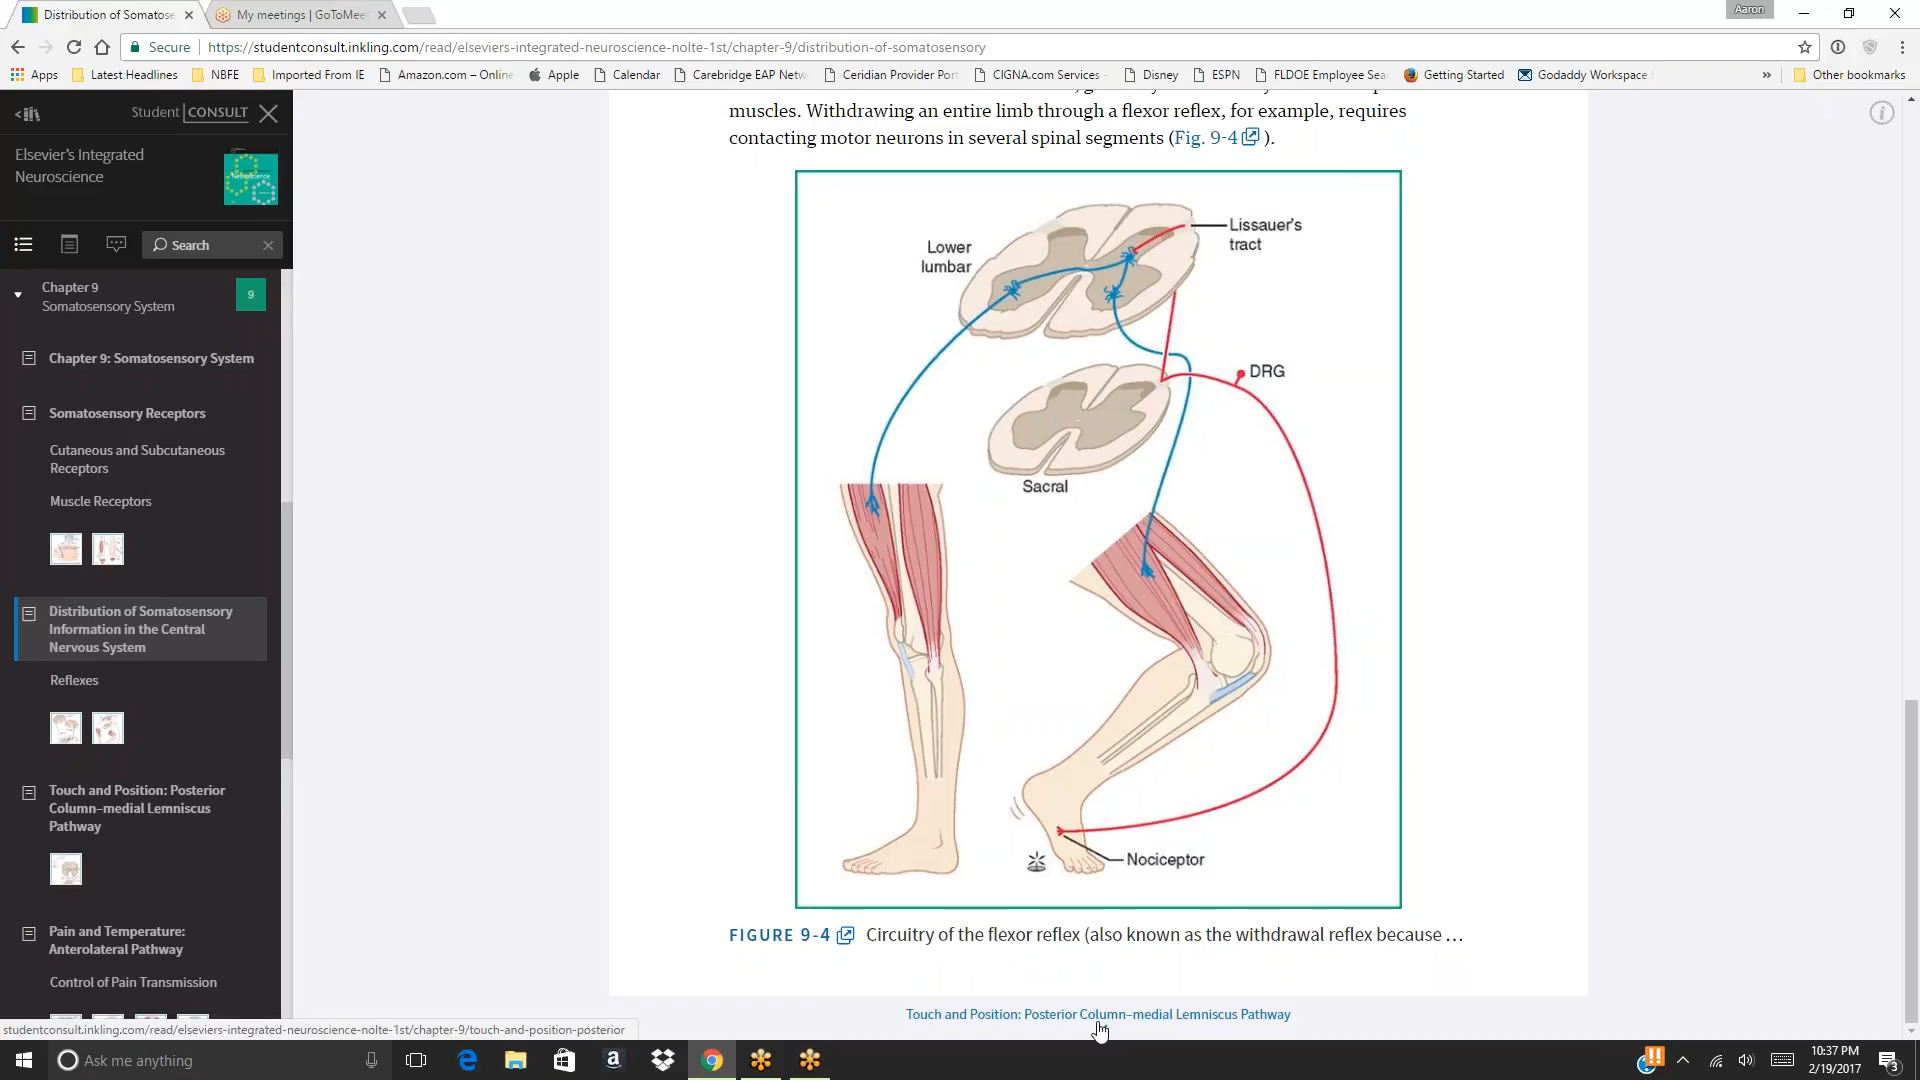 Distribution of Somatose
My meetings | GoToMee
Aaron
Secure
https://studentconsult.inkling.com/read/elseviers-integrated-neuroscience-nolte-1st/chapter-9/distribution-of-somatosensory
Apps
Latest Headlines
NBFE
Imported From IE
Amazon.com – Online
Apple
Calendar
Carebridge EAP Netw
Ceridian Provider Port
CIGNA.com Services -
Disney
ESPN
FLDOE Employee Sea
Getting Started
Godaddy Workspace
»
Other bookmarks
Student CONSULT
Elsevier's Integrated
Neuroscience
Neuroscience
Search
Chapter 9
Somatosensory System
9
Chapter 9: Somatosensory System
Somatosensory Receptors
Cutaneous and Subcutaneous
Receptors
Muscle Receptors
Distribution of Somatosensory
Information in the Central
Nervous System
Reflexes
Touch and Position: Posterior
Column–medial Lemniscus
Pathway
Pain and Temperature:
Anterolateral Pathway
Control of Pain Transmission
muscles. Withdrawing an entire limb through a flexor reflex, for example, requires
contacting motor neurons in several spinal segments (Fig. 9-4 ).
Lower
lumbar
Lissauer's
tract
DRG
Sacral
Nociceptor
FIGURE 9-4 Circuitry of the flexor reflex (also known as the withdrawal reflex because …
Touch and Position: Posterior Column–medial Lemniscus Pathway
studentconsult.inkling.com/read/elseviers-integrated-neuroscience-nolte-1st/chapter-9/touch-and-position-posterior
Ask me anything
10:37 PM
2/19/2017
3